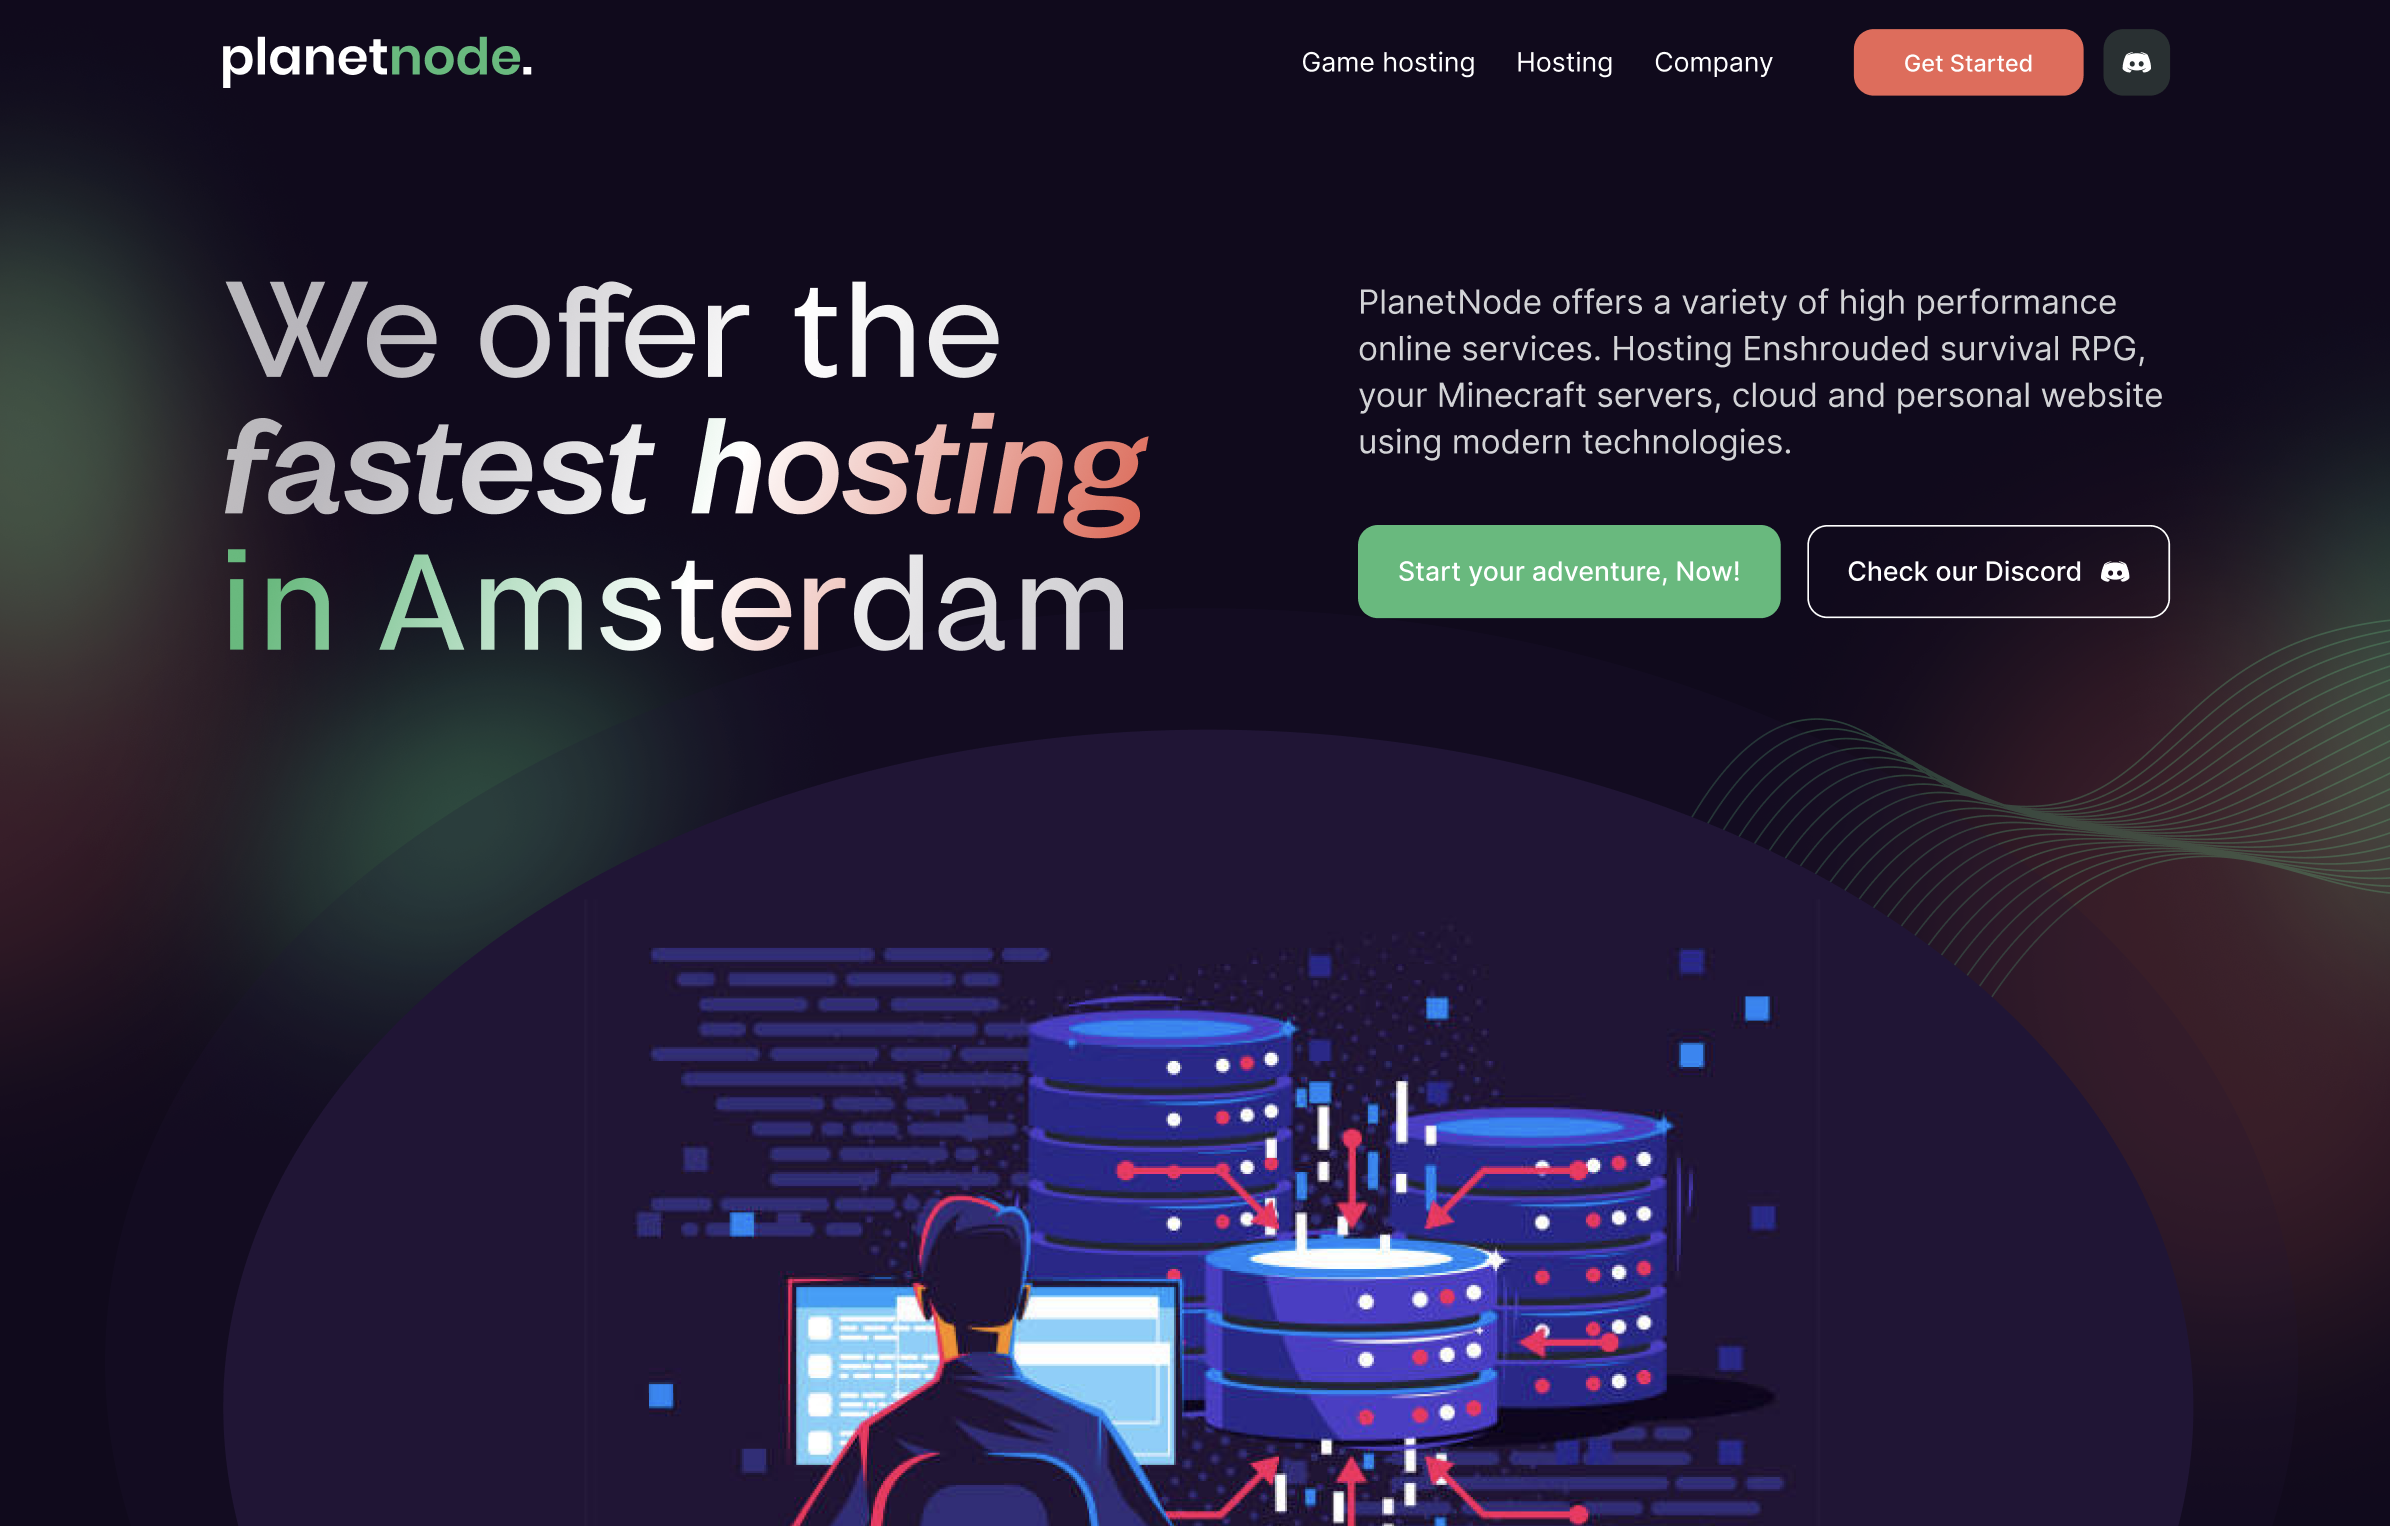 planetnode.
Game hosting
Hosting
Company
Get Started
We offer the
fastest hosting
in Amsterdam
PlanetNode offers a variety of high performance
online services. Hosting Enshrouded survival RPG,
your Minecraft servers, cloud and personal website
using modern technologies.
Start your adventure, Now!
Check our Discord